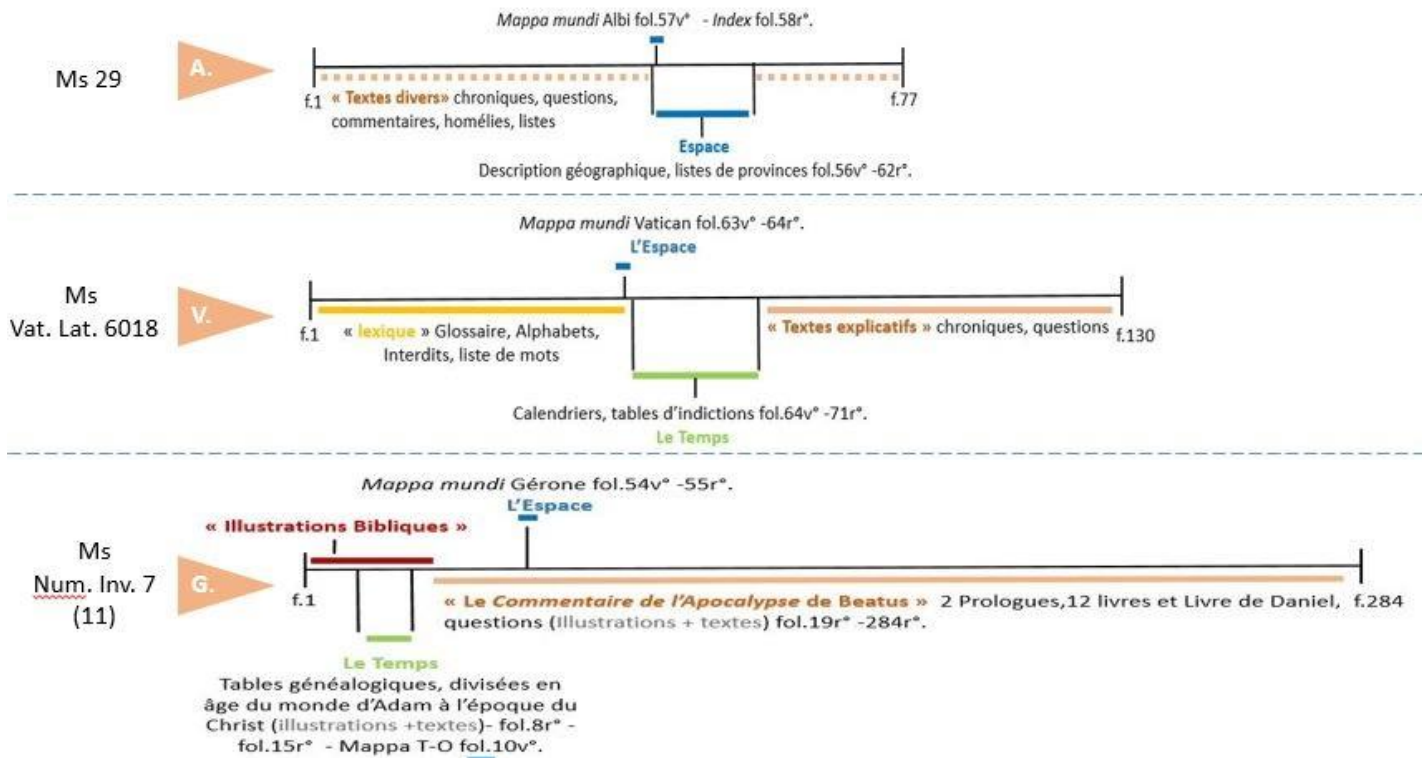 Mappa mundi Albi fol.57v° - Index fol.58r°.
Ms 29
A.
f.1
« Textes divers» chroniques, questions,
commentaires, homélies, listes
f.77
Espace
Description géographique, listes de provinces fol.56v° -62r°.
Mappa mundi Vatican fol.63v° -64r°.
L'Espace
Ms
Vat. Lat. 6018
V.
f.1
« lexique » Glossaire, Alphabets,
Interdits, liste de mots
« Textes explicatifs » chroniques, questions
f.130
Calendriers, tables d'indictions fol.64v° -71r°.
Le Temps
Mappa mundi Gérone fol.54v° -55r°.
L'Espace
« Illustrations Bibliques »
Ms
Num. Inv. 7
(11)
G.
f.1
« Le Commentaire de l'Apocalypse de Beatus » 2 Prologues,12 livres et Livre de Daniel,
questions (Illustrations + textes) fol.19r° -284r°.
f.284
Le Temps
Tables généalogiques, divisées en
âge du monde d'Adam à l'époque du
Christ (illustrations +textes)- fol.8r° -
fol.15r° - Mappa T-O fol.10v°.